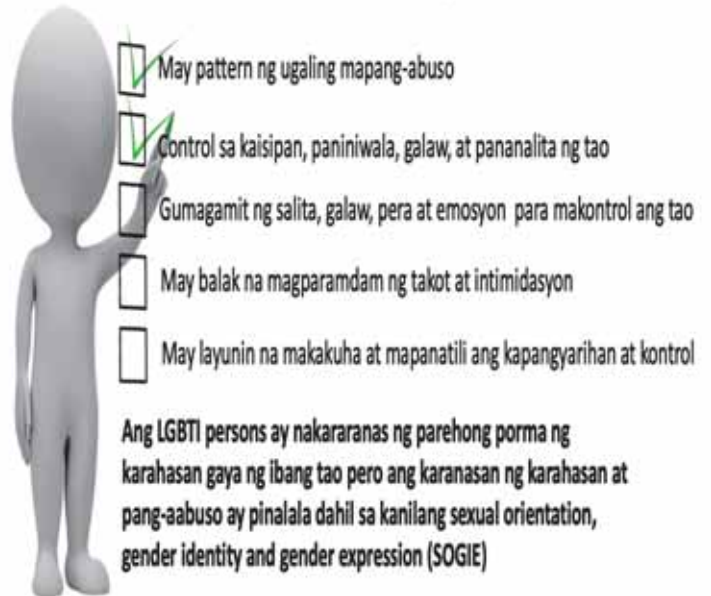 May pattern ng ugaling mapang-abuso
Control sa kaisipan, paniniwala, galaw, at pananalita ng tao
Gumagamit ng salita, galaw, pera at emosyon para makontrol ang tao
May balak na magparamdam ng takot at intimidasyon
May layunin na makakuha at mapanatili ang kapangyarihan at kontrol
Ang LGBTI persons ay nakararanas ng parehong porma ng
karahasan gaya ng ibang tao pero ang karanasan ng karahasan at
pang-aabuso ay pinalala dahil sa kanilang sexual orientation,
gender identity and gender expression (SOGIE)